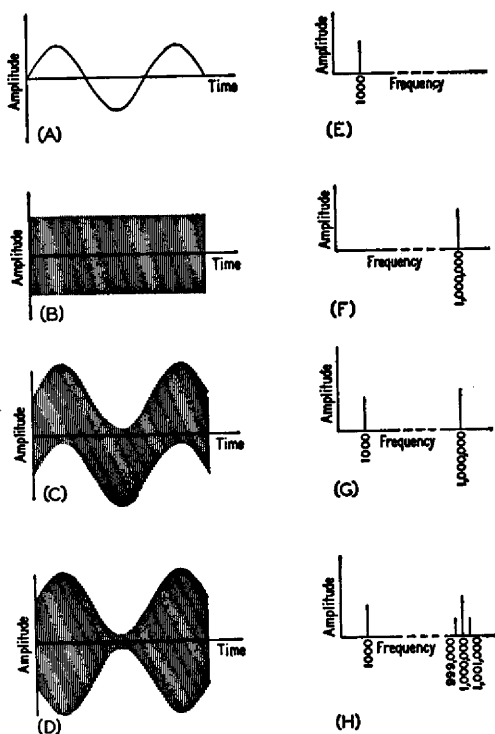 Amplitude
Time
(A)
Amplitude
1000
Frequency
(E)
Amplitude
Time
(B)
Amplitude
Frequency
1,000,000
(F)
Amplitude
Time
(C)
Amplitude
1000
Frequency
1,000,000
(G)
Amplitude
Time
(D)
Amplitude
1000
Frequency
999,000
1,000,000
1,001,000
(H)